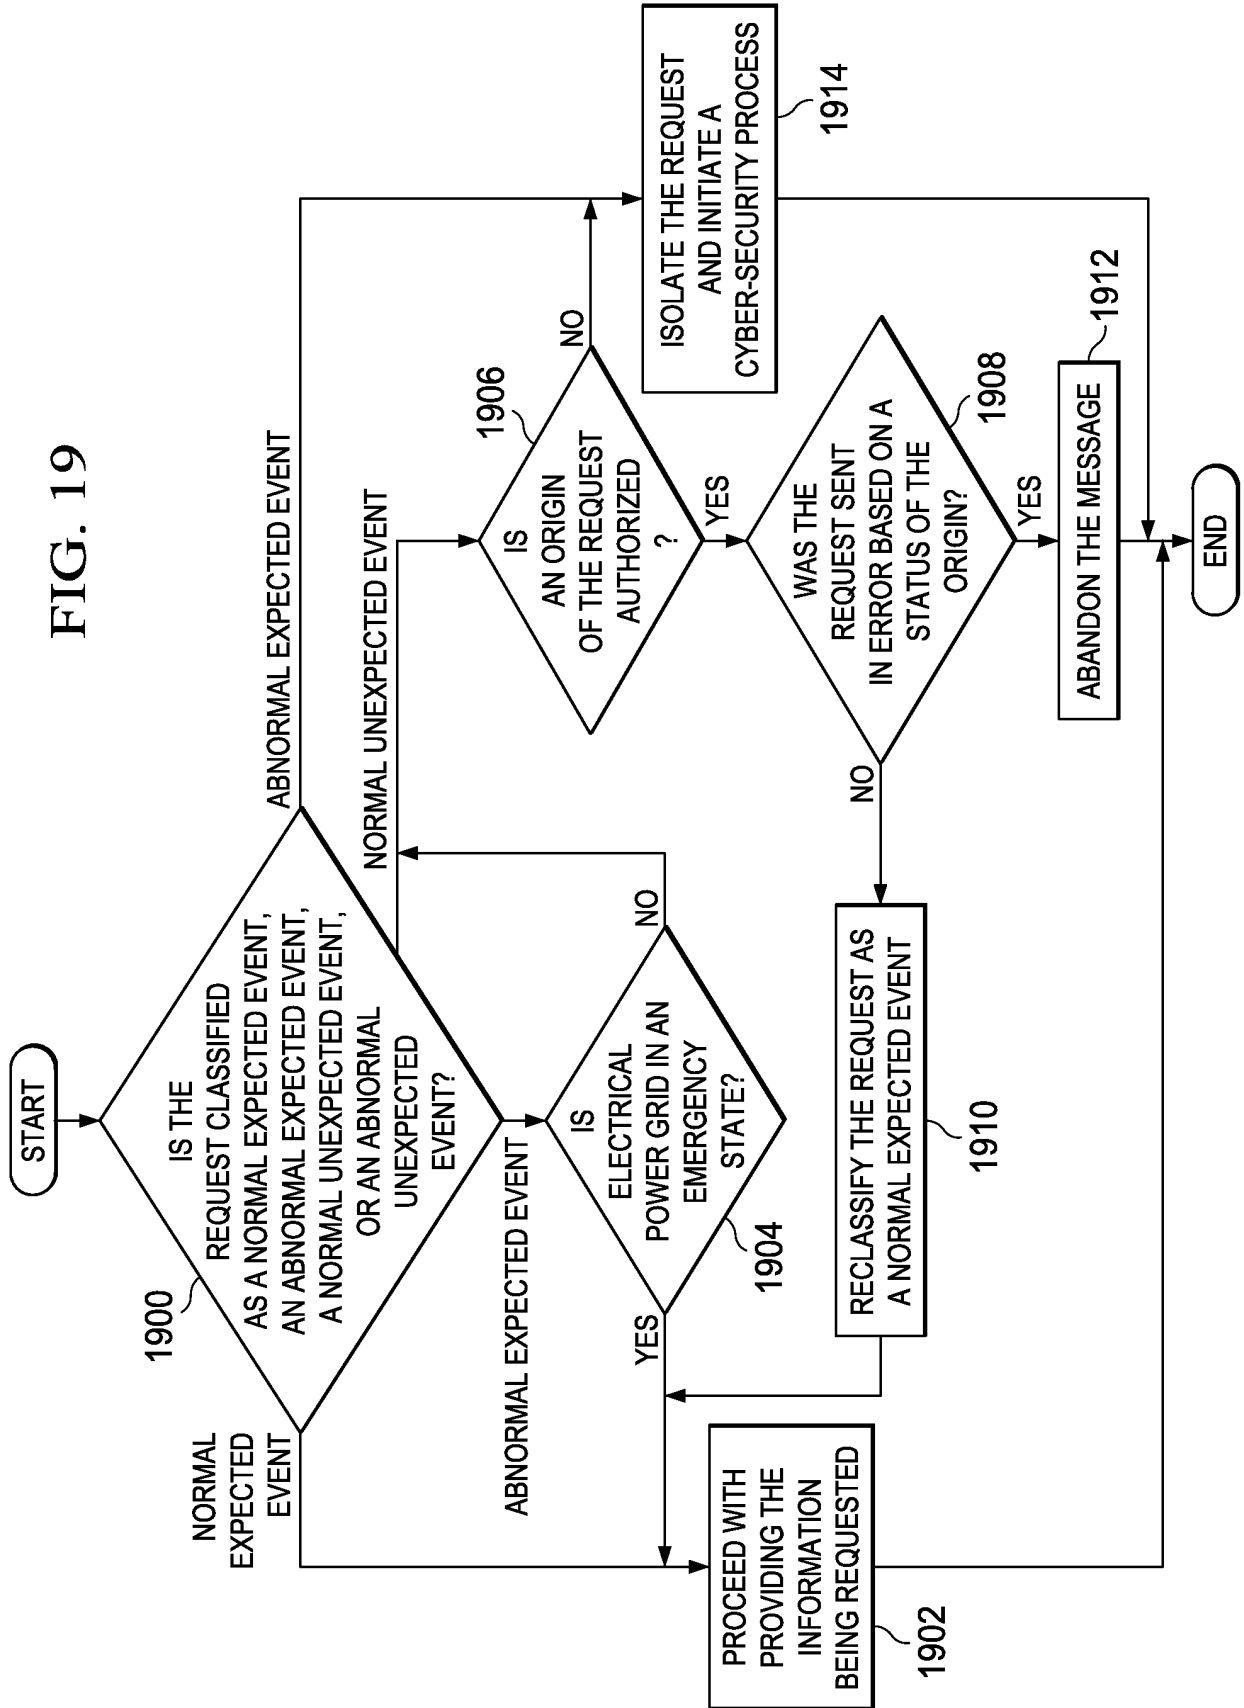 FIG. 19
START
IS THE
REQUEST CLASSIFIED
AS A NORMAL EXPECTED EVENT,
AN ABNORMAL EXPECTED EVENT,
A NORMAL UNEXPECTED EVENT,
OR AN ABNORMAL
UNEXPECTED
EVENT?
1900
NORMAL
EXPECTED
EVENT
ABNORMAL EXPECTED EVENT
NORMAL UNEXPECTED EVENT
ABNORMAL EXPECTED EVENT
IS
ELECTRICAL
POWER GRID IN AN
EMERGENCY
STATE?
1904
YES
NO
IS
AN ORIGIN
OF THE REQUEST
AUTHORIZED
?
1906
NO
YES
PROCEED WITH
PROVIDING THE
INFORMATION
BEING REQUESTED
1902
RECLASSIFY THE REQUEST AS
A NORMAL EXPECTED EVENT
1910
NO
WAS THE
REQUEST SENT
IN ERROR BASED ON A
STATUS OF THE
ORIGIN?
1908
YES
ISOLATE THE REQUEST
AND INITIATE A
CYBER-SECURITY PROCESS
1914
ABANDON THE MESSAGE
1912
END